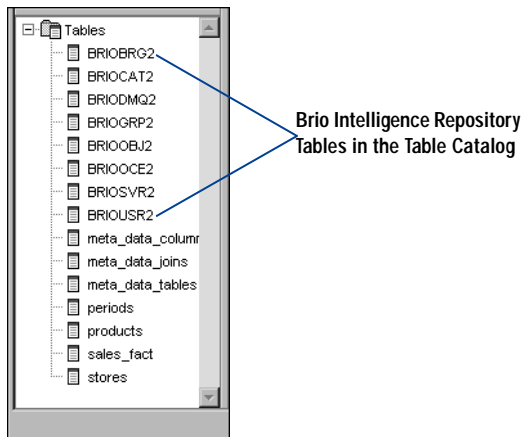 Tables
BRIOBRG2
BRIOCAT2
BRIODMQ2
BRIOGRP2
BRIOOBJ2
BRIOOCE2
BRIOSVR2
BRIOUSR2
meta_data_column
meta_data_joins
meta_data_tables
periods
products
sales_fact
stores
Brio Intelligence Repository
Tables in the Table Catalog